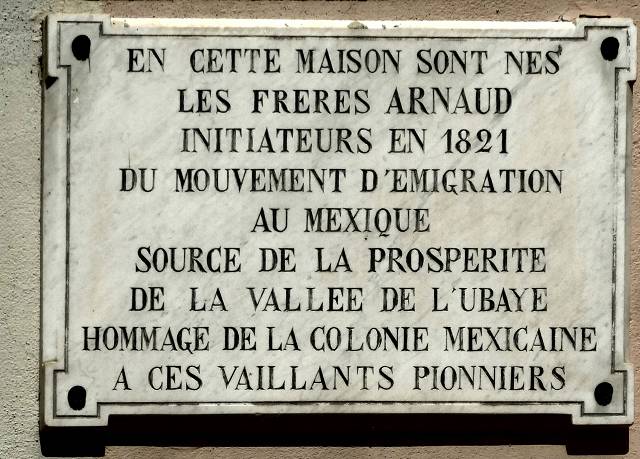 EN CETTE MAISON SONT NES
LES FRERES ARNAUD
INITIATEURS EN 1821
DU MOUVEMENT D'EMIGRATION
AU MEXIQUE
SOURCE DE LA PROSPERITE
DE LA VALLEE DE L'UBAYE
HOMMAGE DE LA COLONIE MEXICAINE
A CES VAILLANTS PIONNIERS